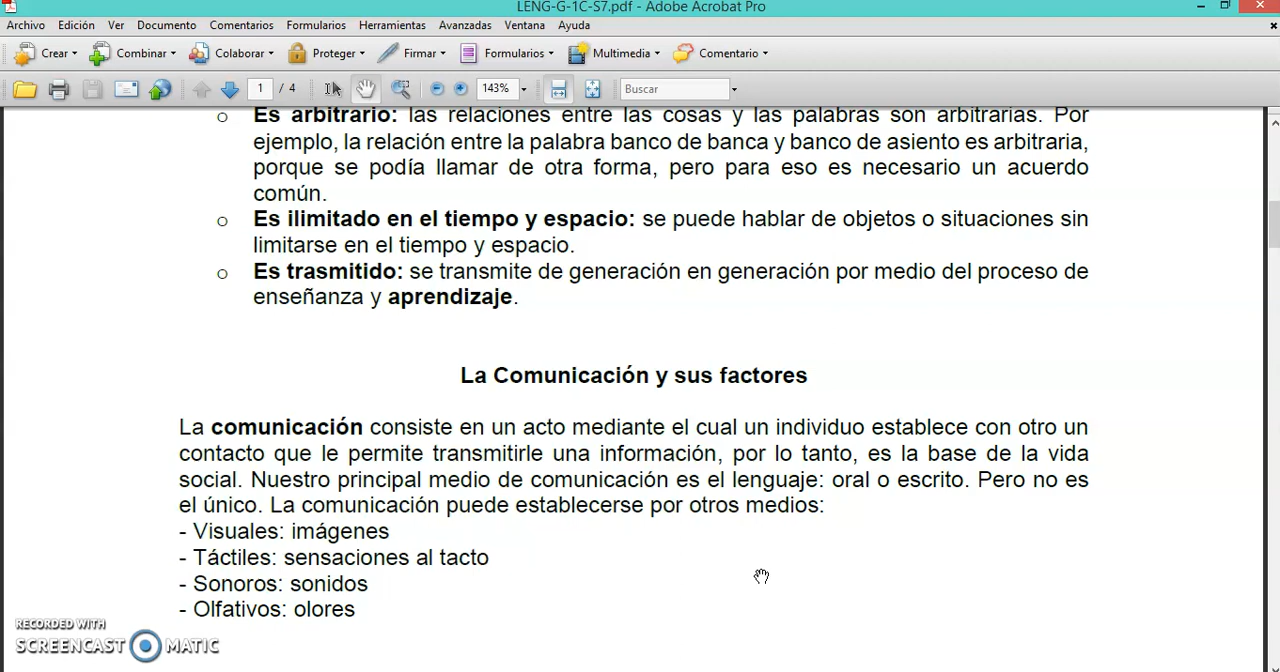 LENG-G-1C-S7.pdf - Adobe Acrobat Pro
Archivo Edición Ver Documento Comentarios Formularios Herramientas Avanzadas Ventana Ayuda
Crear Combinar Colaborar Proteger Firmar Formularios Multimedia Comentario
1 / 4 143% Buscar
o Es arbitrario: las relaciones entre las cosas y las palabras son arbitrarias. Por
ejemplo, la relación entre la palabra banco de banca y banco de asiento es arbitraria,
porque se podía llamar de otra forma, pero para eso es necesario un acuerdo
común.
o Es ilimitado en el tiempo y espacio: se puede hablar de objetos o situaciones sin
limitarse en el tiempo y espacio.
o Es trasmitido: se transmite de generación en generación por medio del proceso de
enseñanza y aprendizaje.
La Comunicación y sus factores
La comunicación consiste en un acto mediante el cual un individuo establece con otro un
contacto que le permite transmitirle una información, por lo tanto, es la base de la vida
social. Nuestro principal medio de comunicación es el lenguaje: oral o escrito. Pero no es
el único. La comunicación puede establecerse por otros medios:
- Visuales: imágenes
- Táctiles: sensaciones al tacto
- Sonoros: sonidos
- Olfativos: olores
RECORDED WITH
SCREENCAST MATIC